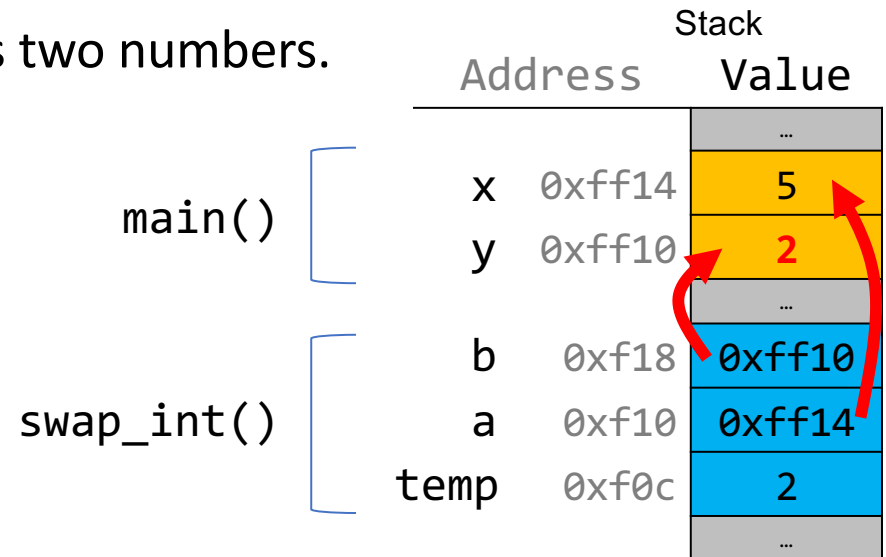 s two numbers.
Stack
Address Value
…
x 0xff14 5
main()
y 0xff10 2
…
b 0xf18 0xff10
swap_int() a 0xf10 0xff14
temp 0xf0c 2
…